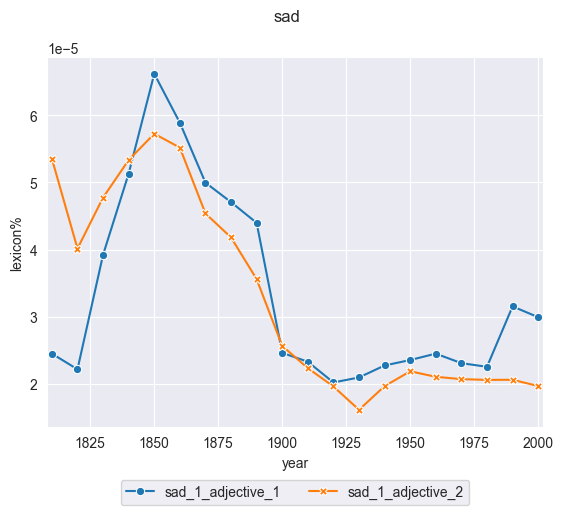 sad
1e−5
6
5
4
3
2
lexicon%
1825 1850 1875 1900 1925 1950 1975 2000
year
sad_1_adjective_1 sad_1_adjective_2